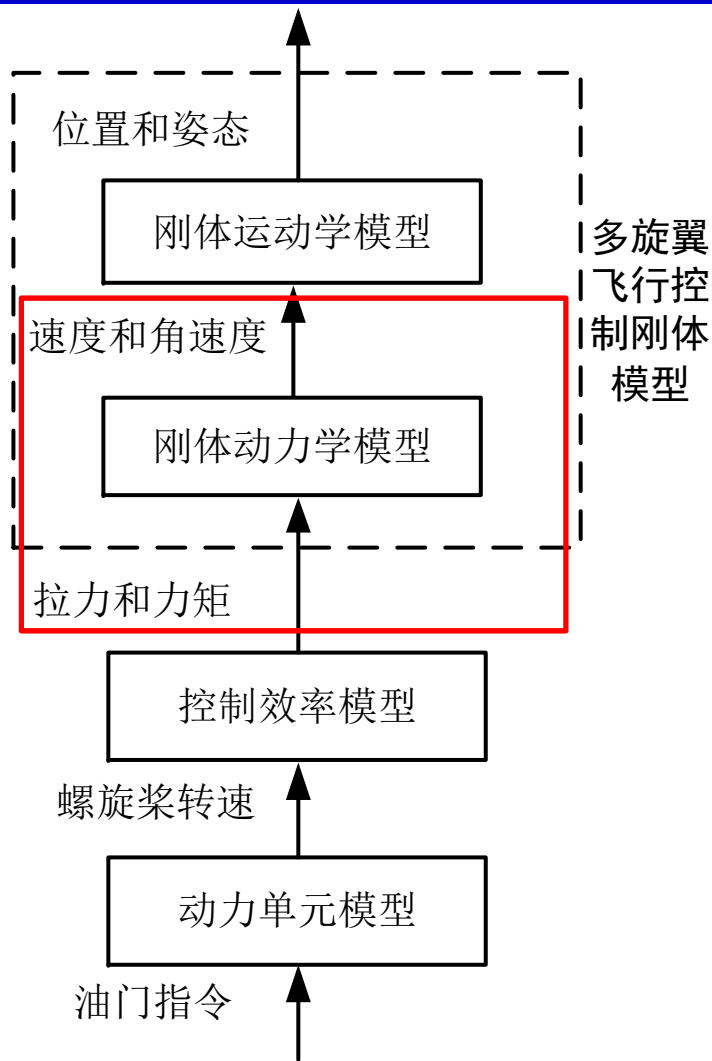 位置和姿态
刚体运动学模型
多旋翼
飞行控
制刚体
模型
速度和角速度
刚体动力学模型
拉力和力矩
控制效率模型
螺旋桨转速
动力单元模型
油门指令